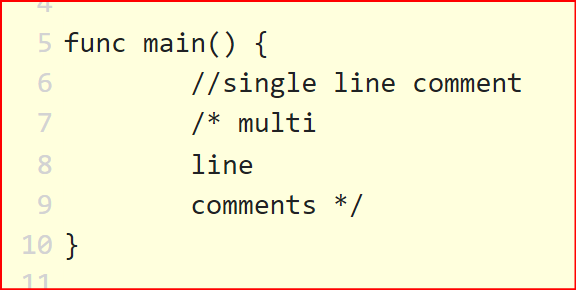 4
5 func main() {
6 //single line comment
7 /* multi
8 line
9 comments */
10 }
11